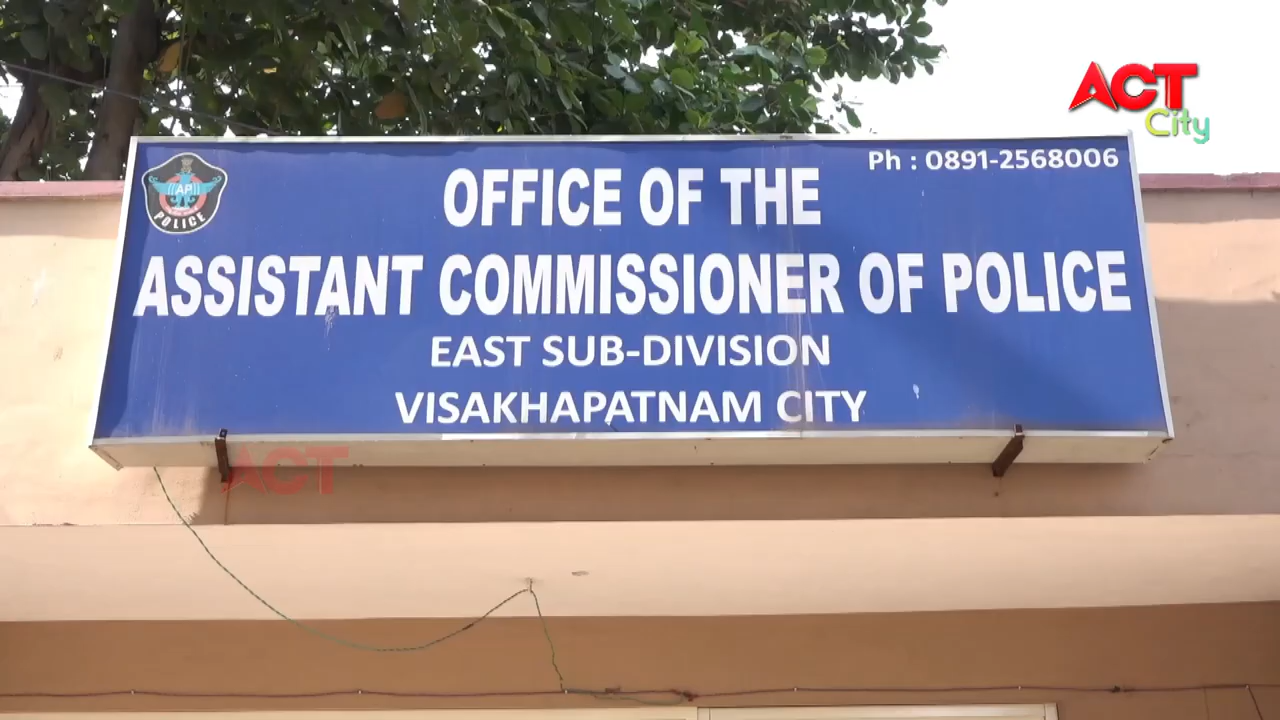 ACT
City
Ph : 0891-2568006
AP
POLICE
OFFICE OF THE
ASSISTANT COMMISSIONER OF POLICE
EAST SUB-DIVISION
VISAKHAPATNAM CITY
ACT